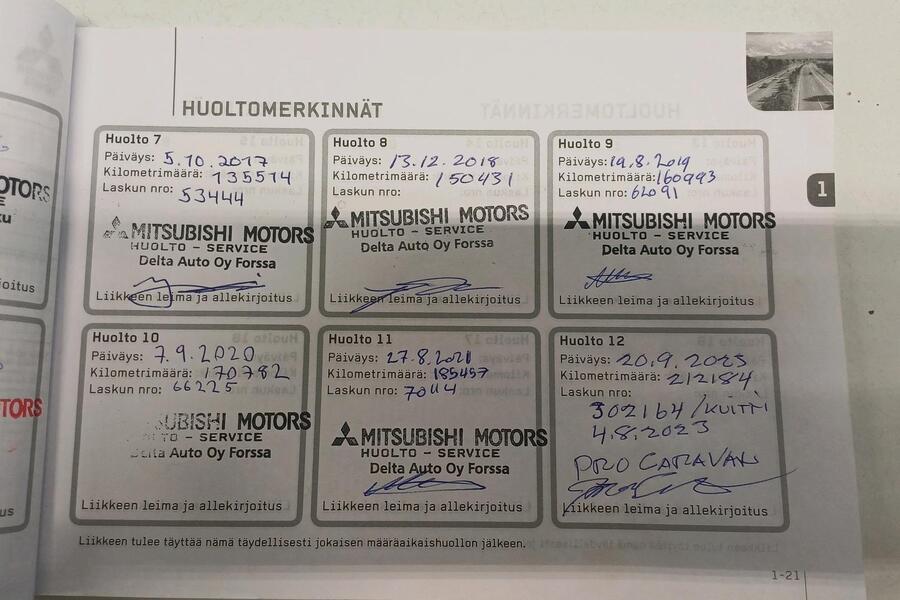 HUOLTOMERKINNÄT
Huolto 7
Päiväys: 5.10.2017
Kilometrimäärä: 135514
Laskun nro:
53444
MITSUBISHI MOTORS
HUOLTO - SERVICE
Delta Auto Oy Forssa
Liikkeen leima ja allekirjoitus
Huolto 8
Päiväys: 13.12.2018
Kilometrimäärä: 150431
Laskun nro:
MITSUBISHI MOTORS
HUOLTO - SERVICE
Delta Auto Oy Forssa
Liikkeen leima ja allekirjoitus
Huolto 9
Päiväys: 19.8.2019
Kilometrimäärä: 160993
Laskun nro: 62091
MITSUBISHI MOTORS
HUOLTO - SERVICE
Delta Auto Oy Forssa
Liikkeen leima ja allekirjoitus
1
Huolto 10
Päiväys: 7.9.2020
Kilometrimäärä: 170782
Laskun nro: 66225
UBISHI MOTORS
TO - SERVICE
Auto Oy Forssa
Liikkeen leima ja allekirjoitus
Huolto 11
Päiväys: 27.8.2021
Kilometrimäärä: 185457
Laskun nro:
MITSUBISHI MOTORS
HUOLTO - SERVICE
Delta Auto Oy Forssa
Liikkeen leima ja allekirjoitus
Huolto 12
Päiväys: 20.9.2023
Kilometrimäärä: 212184
Laskun nro:
302164/KUITTI
4.8.2023
PRO CARAVAN
Liikkeen leima ja allekirjoitus
Liikkeen tulee täyttää nämä täydellisesti jokaisen määräaikaishuollon jälkeen.
1-21